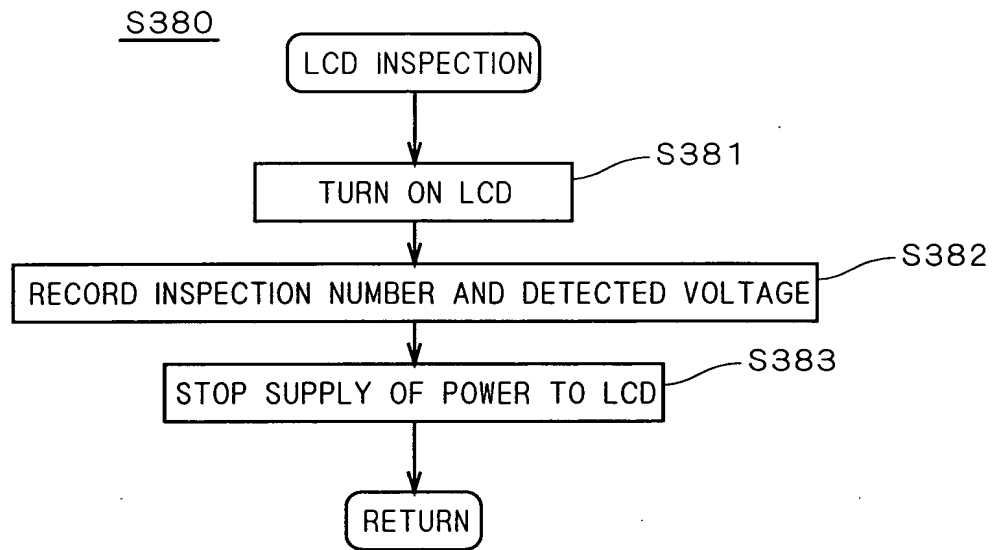 S380
LCD INSPECTION
S381
TURN ON LCD
S382
RECORD INSPECTION NUMBER AND DETECTED VOLTAGE
S383
STOP SUPPLY OF POWER TO LCD
RETURN